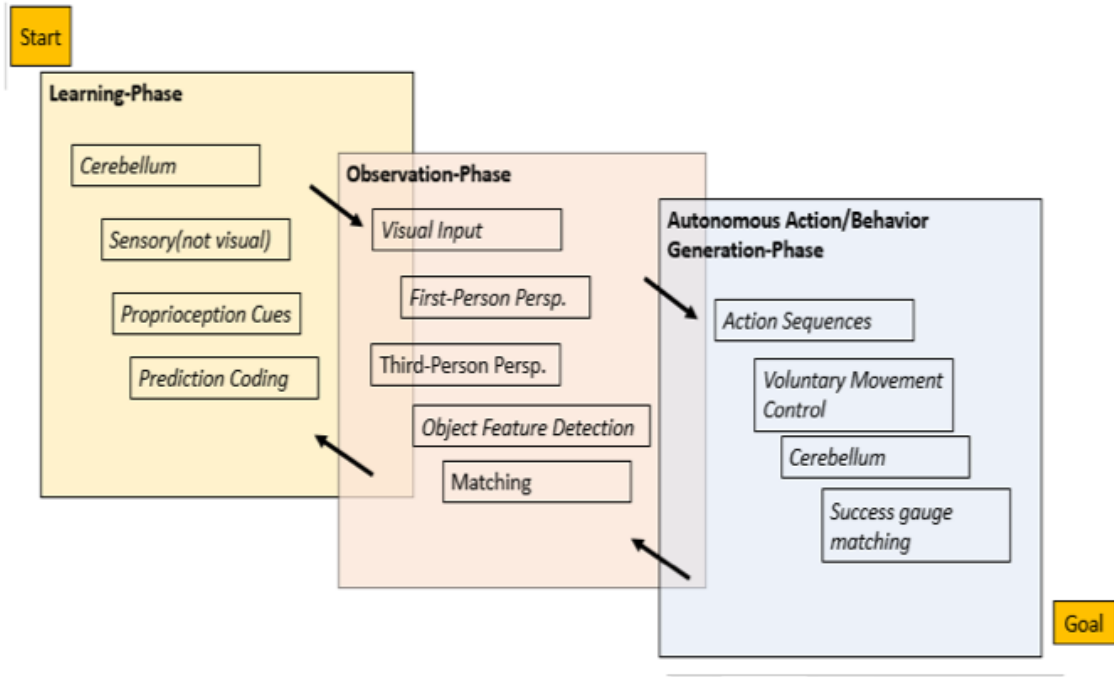 Start
Learning-Phase
Cerebellum
Sensory(not visual)
Proprioception Cues
Prediction Coding
Observation-Phase
Visual Input
First-Person Persp.
Third-Person Persp.
Object Feature Detection
Matching
Autonomous Action/Behavior
Generation-Phase
Action Sequences
Voluntary Movement
Control
Cerebellum
Success gauge
matching
Goal